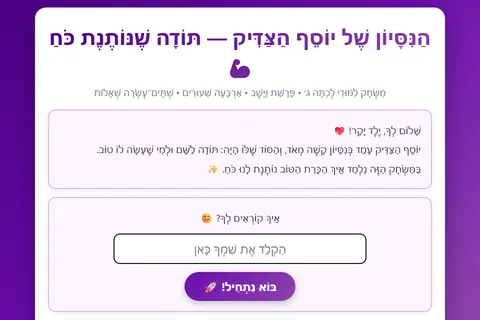 הַנִּסָּיוֹן שֶׁל יוֹסֵף הַצַּדִּיק — תּוֹדָה שֶׁנּוֹתֶנֶת כֹּחַ 💪
מִשְׂחָק לִמּוּדִי לְכִתָּה ג׳ • פָּרָשַׁת וַיֵּשֶׁב • אַרְבָּעָה שִׁעוּרִים • שְׁתֵּים־עֶשְׂרֵה שְׁאֵלוֹת
שָׁלוֹם לְךָ, יֶלֶד יָקָר! 💖
יוֹסֵף הַצַּדִּיק עָמַד בְּנִסָּיוֹן קָשֶׁה מְאֹד, וְהַסּוֹד שֶׁלּוֹ הָיָה: תּוֹדָה לַשֵּׁם וּלְמִי שֶׁעָשָׂה לוֹ טוֹב.
בַּמִּשְׂחָק הַזֶּה נִלְמַד אֵיךְ הַכָּרַת הַטּוֹב נוֹתֶנֶת לָנוּ כֹּחַ. ✨
אֵיךְ קוֹרְאִים לְךָ? 😊
הַקְלֵד אֶת שִׁמְךָ כָּאן
בּוֹא נַתְחִיל! 🚀